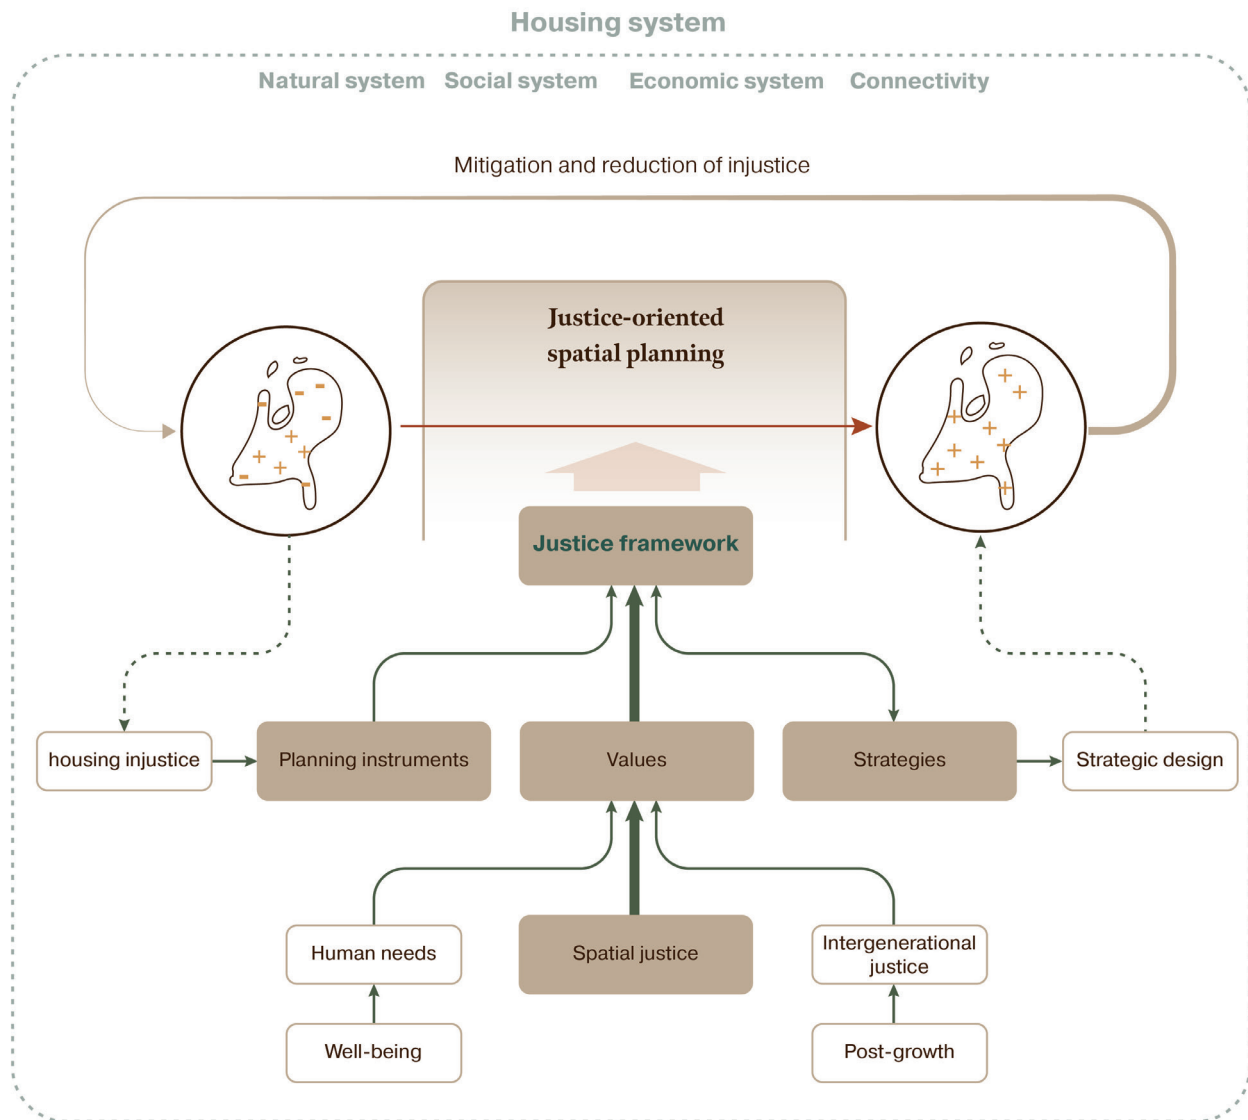 Housing system
Natural system Social system Economic system Connectivity
Mitigation and reduction of injustice
Justice-oriented
spatial planning
Justice framework
housing injustice
Planning instruments
Values
Strategies
Strategic design
Human needs
Spatial justice
Intergenerational
justice
Well-being
Post-growth